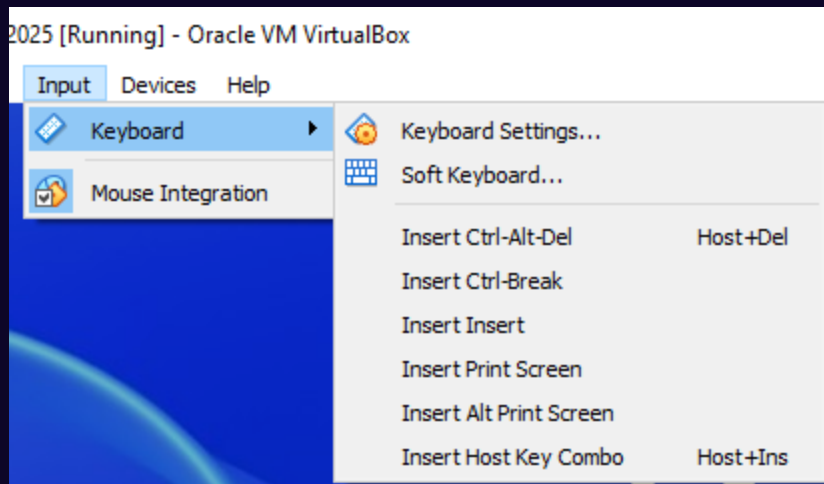 2025 [Running] - Oracle VM VirtualBox
Input Devices Help
Keyboard
Mouse Integration
Keyboard Settings...
Soft Keyboard...
Insert Ctrl-Alt-Del Host+Del
Insert Ctrl-Break
Insert Insert
Insert Print Screen
Insert Alt Print Screen
Insert Host Key Combo Host+Ins